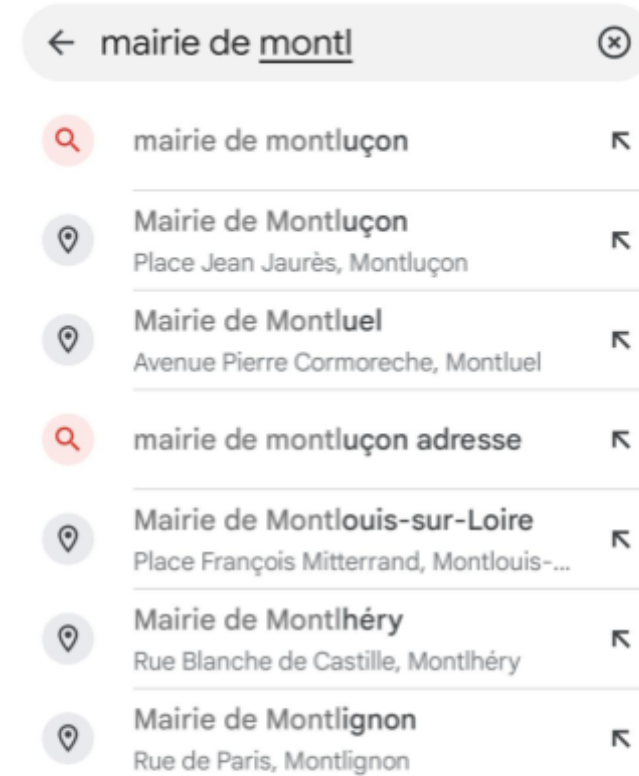 mairie de montl
mairie de montluçon
Mairie de Montluçon
Place Jean Jaurès, Montluçon
Mairie de Montluel
Avenue Pierre Cormoreche, Montluel
mairie de montluçon adresse
Mairie de Montlouis-sur-Loire
Place François Mitterrand, Montlouis-...
Mairie de Montlhéry
Rue Blanche de Castille, Montlhéry
Mairie de Montlignon
Rue de Paris, Montlignon